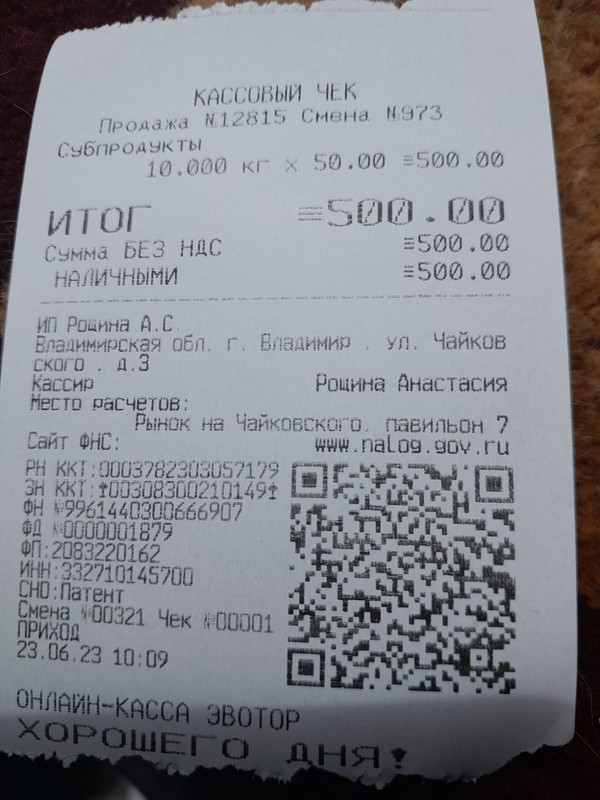 КАССОВЫЙ ЧЕК
Продажа №12815 Смена №973
Субпродукты
10.000 кг x 50.00 ≡500.00
ИТОГ ≡500.00
Сумма БЕЗ НДС ≡500.00
НАЛИЧНЫМИ ≡500.00
ИП Рощина А.С.
Владимирская обл. г. Владимир , ул. Чайков
ского , д.3
Кассир Рощина Анастасия
Место расчетов:
Рынок на Чайковского, павильон 7
Сайт ФНС: www.nalog.gov.ru
РН ККТ:0003782303057179
ЗН ККТ:‡00308300210149‡
ФН №9961440300666907
ФД №0000001879
ФП:2083220162
ИНН:332710145700
СНО:Патент
Смена №00321 Чек №00001
ПРИХОД
23.06.23 10:09
ОНЛАЙН-КАССА ЭВОТОР
ХОРОШЕГО ДНЯ!